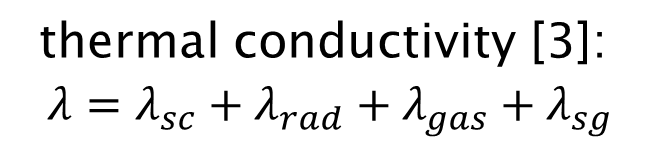 thermal conductivity [3]:
λ = λ_sc + λ_rad + λ_gas + λ_sg